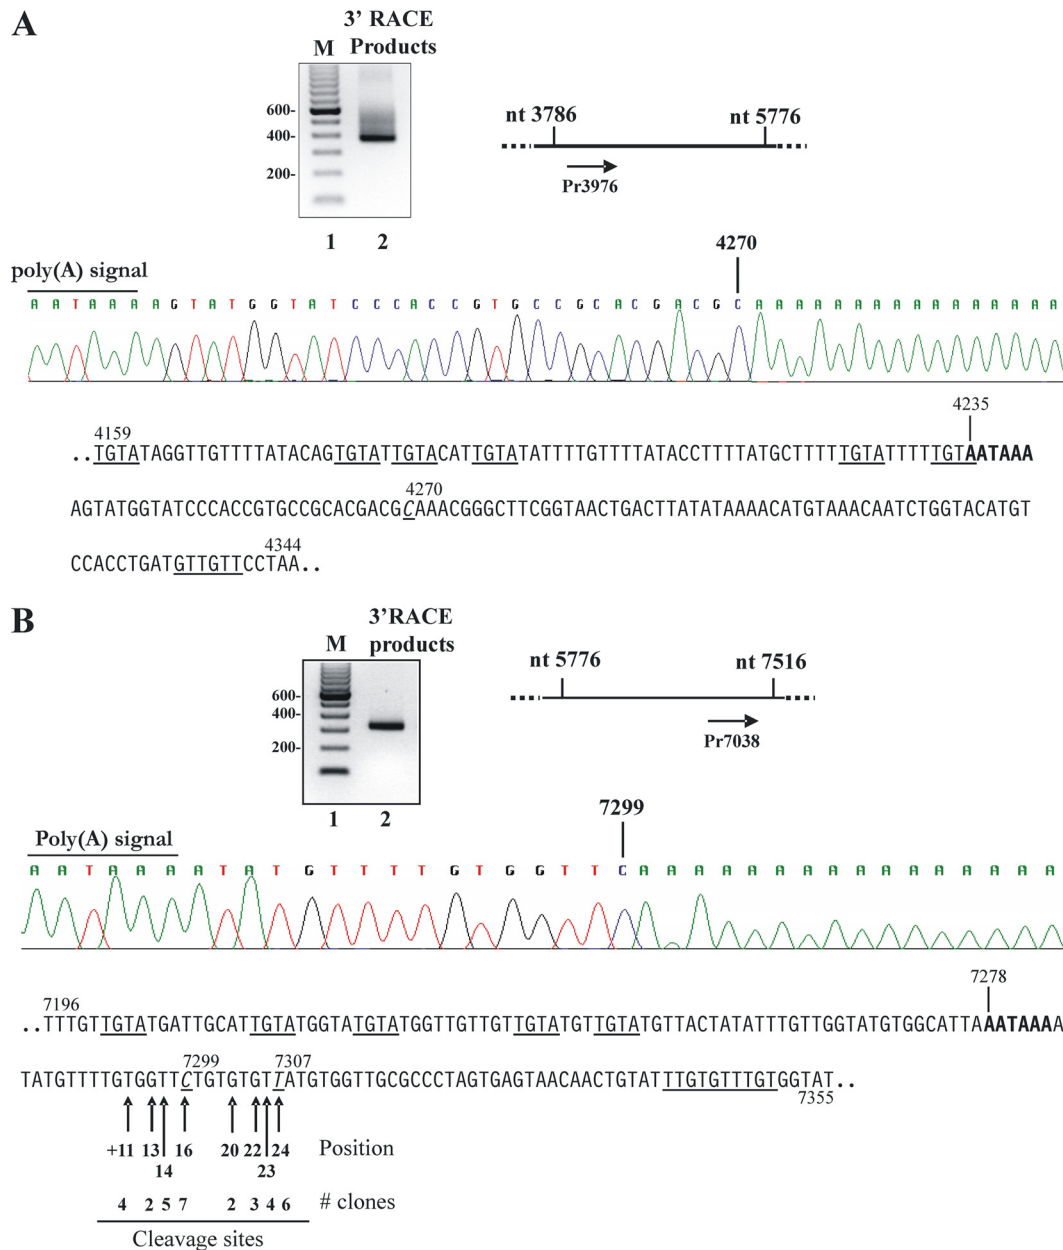 A
3' RACE
Products
M
600-
400-
200-
1 2
nt 3786
nt 5776
Pr3976
4270
poly(A) signal
A A T A A A A G T A T G G T A T C C C A C C G T G C C G C A C G A C G C A A A A A A A A A A A A A A A
4159
4235
..TGTATAGGTTGTTTTATACAGTGTATTGTACATTGTATATTTTGTTTTATACCTTTTATGCTTTTTGTATTTTTGTAATAAA
4270
AGTATGGTATCCCACCGTGCCGCACGACGCAAACGGGCTTCGGTAACTGACTTATATAAAACATGTAAACAATCTGGTACATGT
4344
CCACCTGATGTTGTTCCTAA..
B
3'RACE
products
M
600-
400-
200-
1 2
nt 5776
nt 7516
Pr7038
7299
Poly(A) signal
A A T A A A A T A T G T T T T G T G G T T C A A A A A A A A A A A A A A A A
7196
7278
..TTTGTTGTATGATTGCATTGTATGGTATGTATGGTTGTTGTTGTATGTTGTATGTTACTATATTTGTTGGTATGTGGCATTAAATAAAA
7299
7307
TATGTTTTGTGGTTCTGTGTGTTATGTGGTTGCGCCCTAGTGAGTAACAACTGTATTTGTGTTTGTGGTAT..
7355
+11 13 16 20 22 24 Position
14 23
4 2 5 7 2 3 4 6 # clones
Cleavage sites